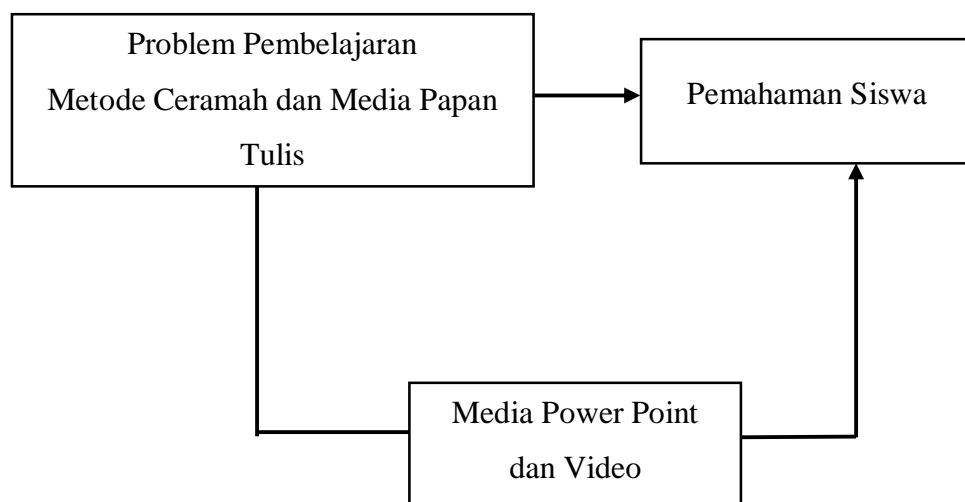 Problem Pembelajaran
Metode Ceramah dan Media Papan
Tulis
Pemahaman Siswa
Media Power Point
dan Video